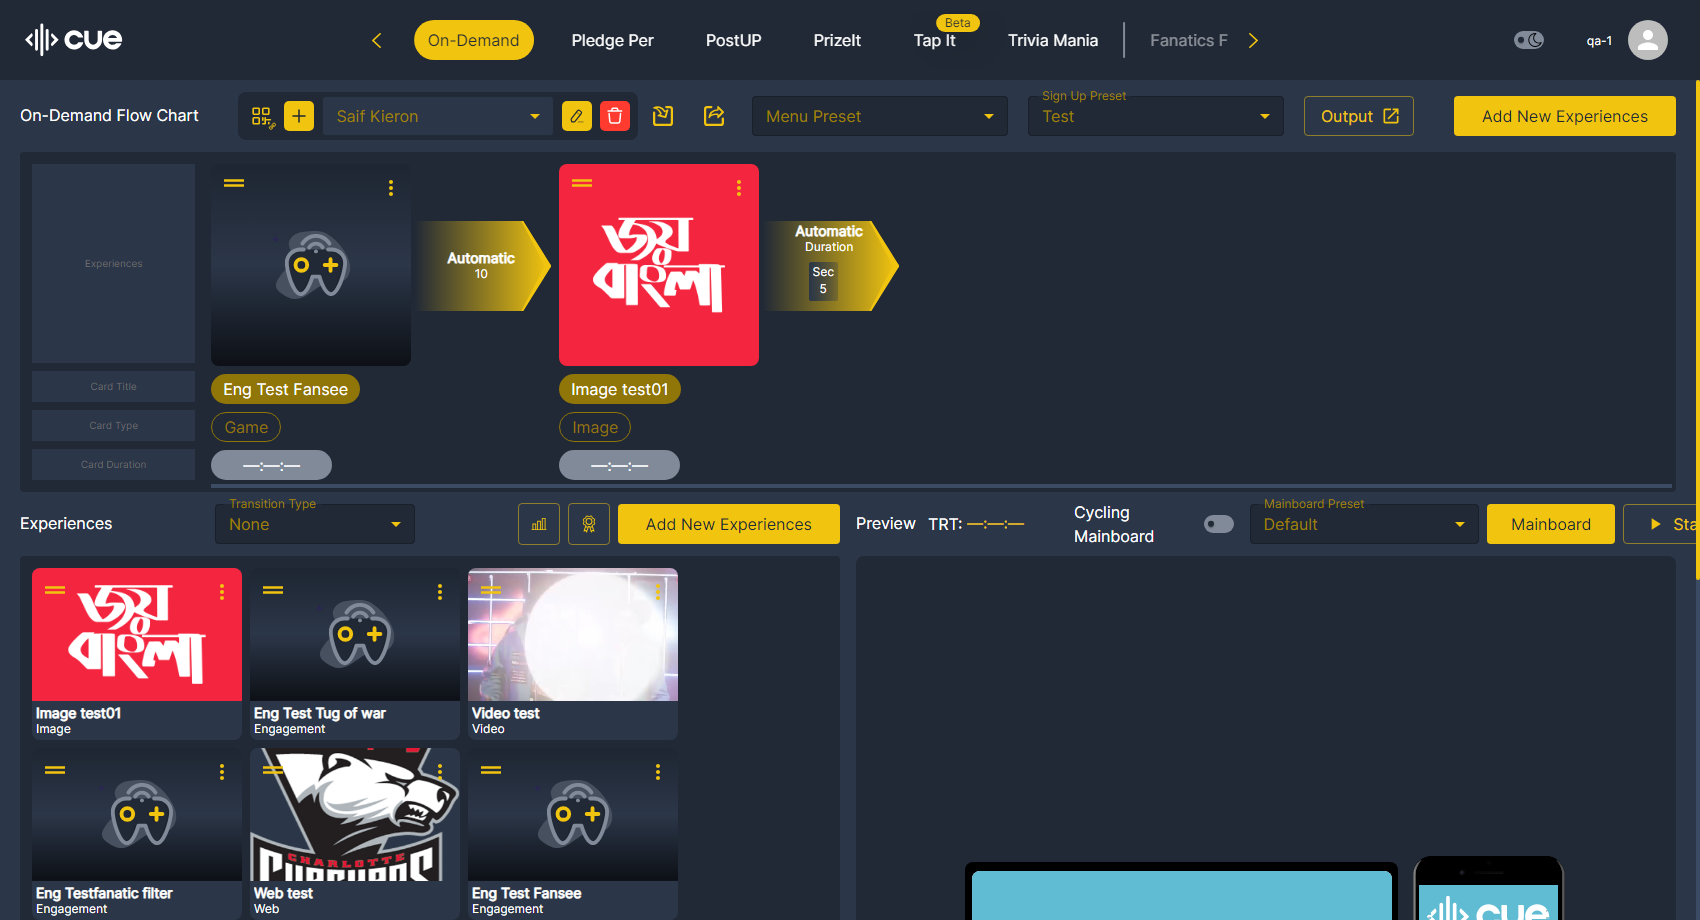 cue
On-Demand
Pledge Per
PostUP
PrizeIt
Beta
Tap It
Trivia Mania
Fanatics F
qa-1
On-Demand Flow Chart
Saif Kieron
Menu Preset
Sign Up Preset
Test
Output
Add New Experiences
Experiences
Automatic
10
জয়
বাংলা
Automatic
Duration
Sec
5
Card Title
Eng Test Fansee
Image test01
Card Type
Game
Image
Card Duration
—:—:—
—:—:—
Experiences
Transition Type
None
Add New Experiences
Preview
TRT: —:—:—
Cycling
Mainboard
Mainboard Preset
Default
Mainboard
Sta
জয়
বাংলা
Image test01
Image
Eng Test Tug of war
Engagement
Video test
Video
Eng Testfanatic filter
Engagement
CHARLOTTE
Web test
Web
Eng Test Fansee
Engagement
cue